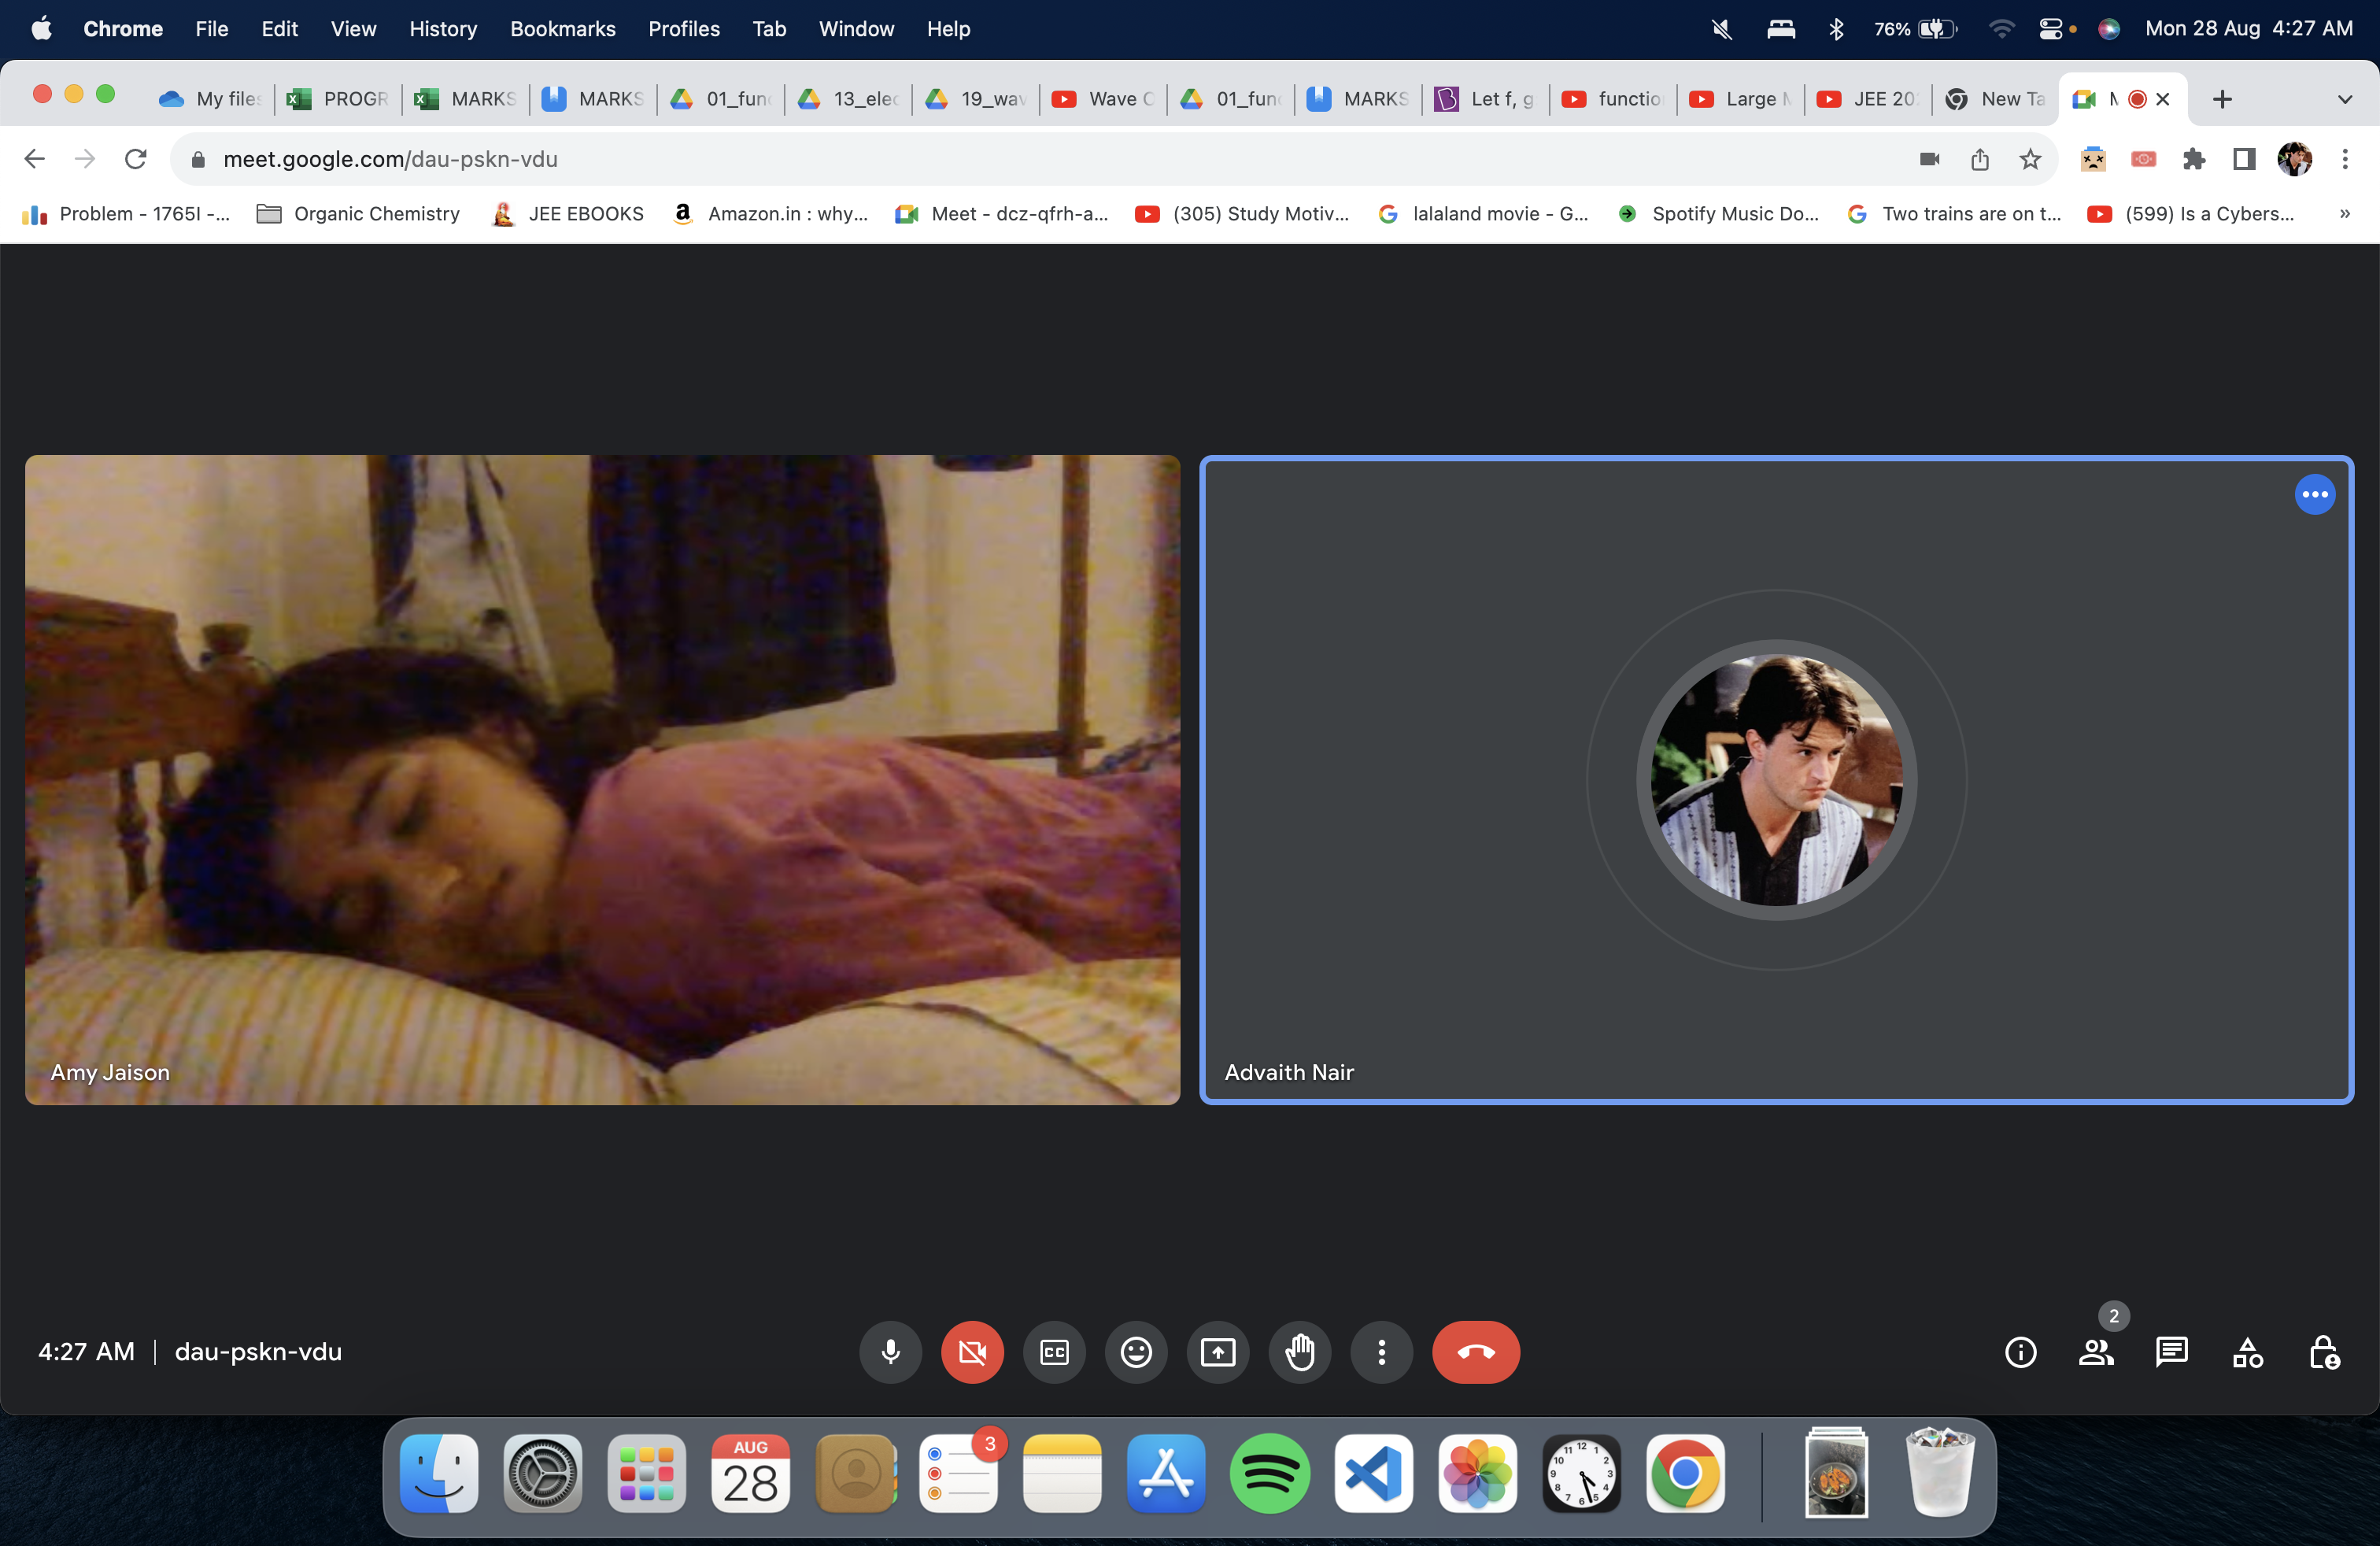 Chrome File Edit View History Bookmarks Profiles Tab Window Help 76% Mon 28 Aug 4:27 AM
My files PROGR MARKS MARKS 01_func 13_elec 19_wav Wave O 01_func MARKS Let f, g functio Large M JEE 20 New Ta M
meet.google.com/dau-pskn-vdu
Problem - 1765I -... Organic Chemistry JEE EBOOKS Amazon.in : why... Meet - dcz-qfrh-a... (305) Study Motiv... lalaland movie - G... Spotify Music Do... Two trains are on t... (599) Is a Cybers... »
Amy Jaison
Advaith Nair
4:27 AM | dau-pskn-vdu
CC
2
AUG
28
3